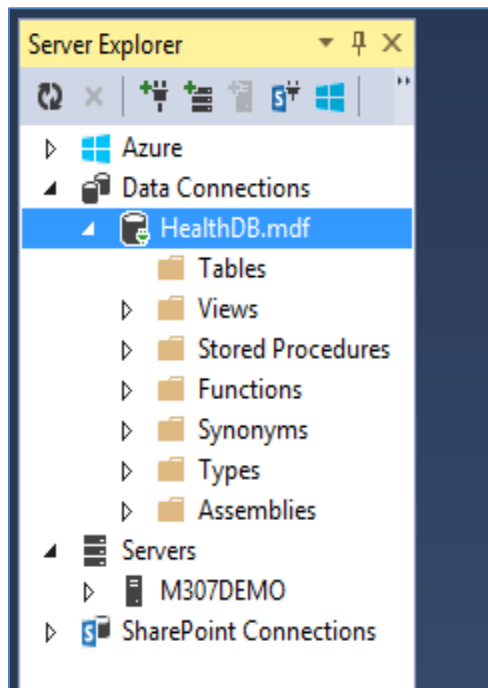 Server Explorer
Azure
Data Connections
HealthDB.mdf
Tables
Views
Stored Procedures
Functions
Synonyms
Types
Assemblies
Servers
M307DEMO
SharePoint Connections